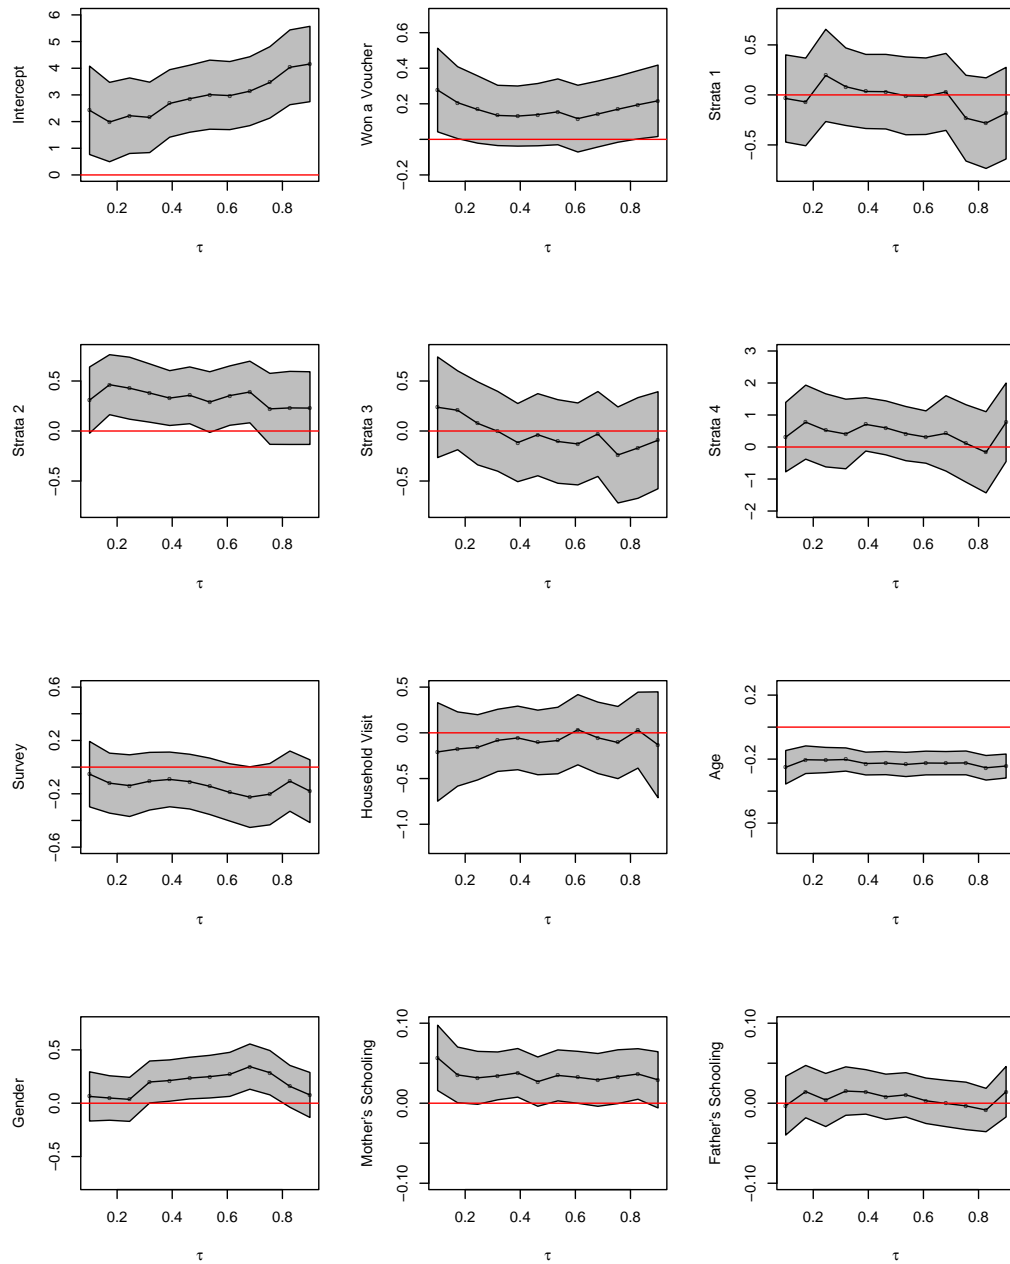 Intercept
0 1 2 3 4 5 6
0.2 0.4 0.6 0.8
τ
Won a Voucher
−0.2 0.2 0.4 0.6
0.2 0.4 0.6 0.8
τ
Strata 1
−0.5 0.0 0.5
0.2 0.4 0.6 0.8
τ
Strata 2
−0.5 0.0 0.5
0.2 0.4 0.6 0.8
τ
Strata 3
−0.5 0.0 0.5
0.2 0.4 0.6 0.8
τ
Strata 4
−2 −1 0 1 2 3
0.2 0.4 0.6 0.8
τ
Survey
−0.6 −0.2 0.2 0.6
0.2 0.4 0.6 0.8
τ
Household Visit
−1.0 −0.5 0.0 0.5
0.2 0.4 0.6 0.8
τ
Age
−0.6 −0.2 0.2
0.2 0.4 0.6 0.8
τ
Gender
−0.5 0.0 0.5
0.2 0.4 0.6 0.8
τ
Mother's Schooling
−0.10 0.00 0.10
0.2 0.4 0.6 0.8
τ
Father's Schooling
−0.10 0.00 0.10
0.2 0.4 0.6 0.8
τ